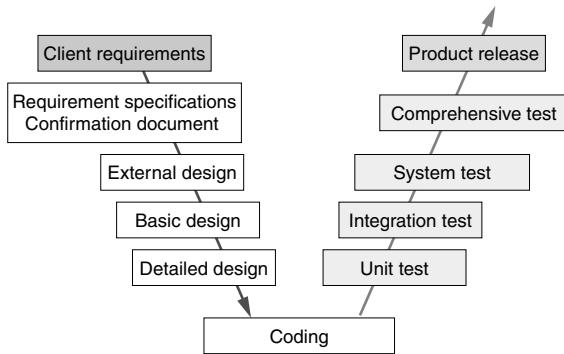 Client requirements
Requirement specifications
Confirmation document
External design
Basic design
Detailed design
Coding
Product release
Comprehensive test
System test
Integration test
Unit test